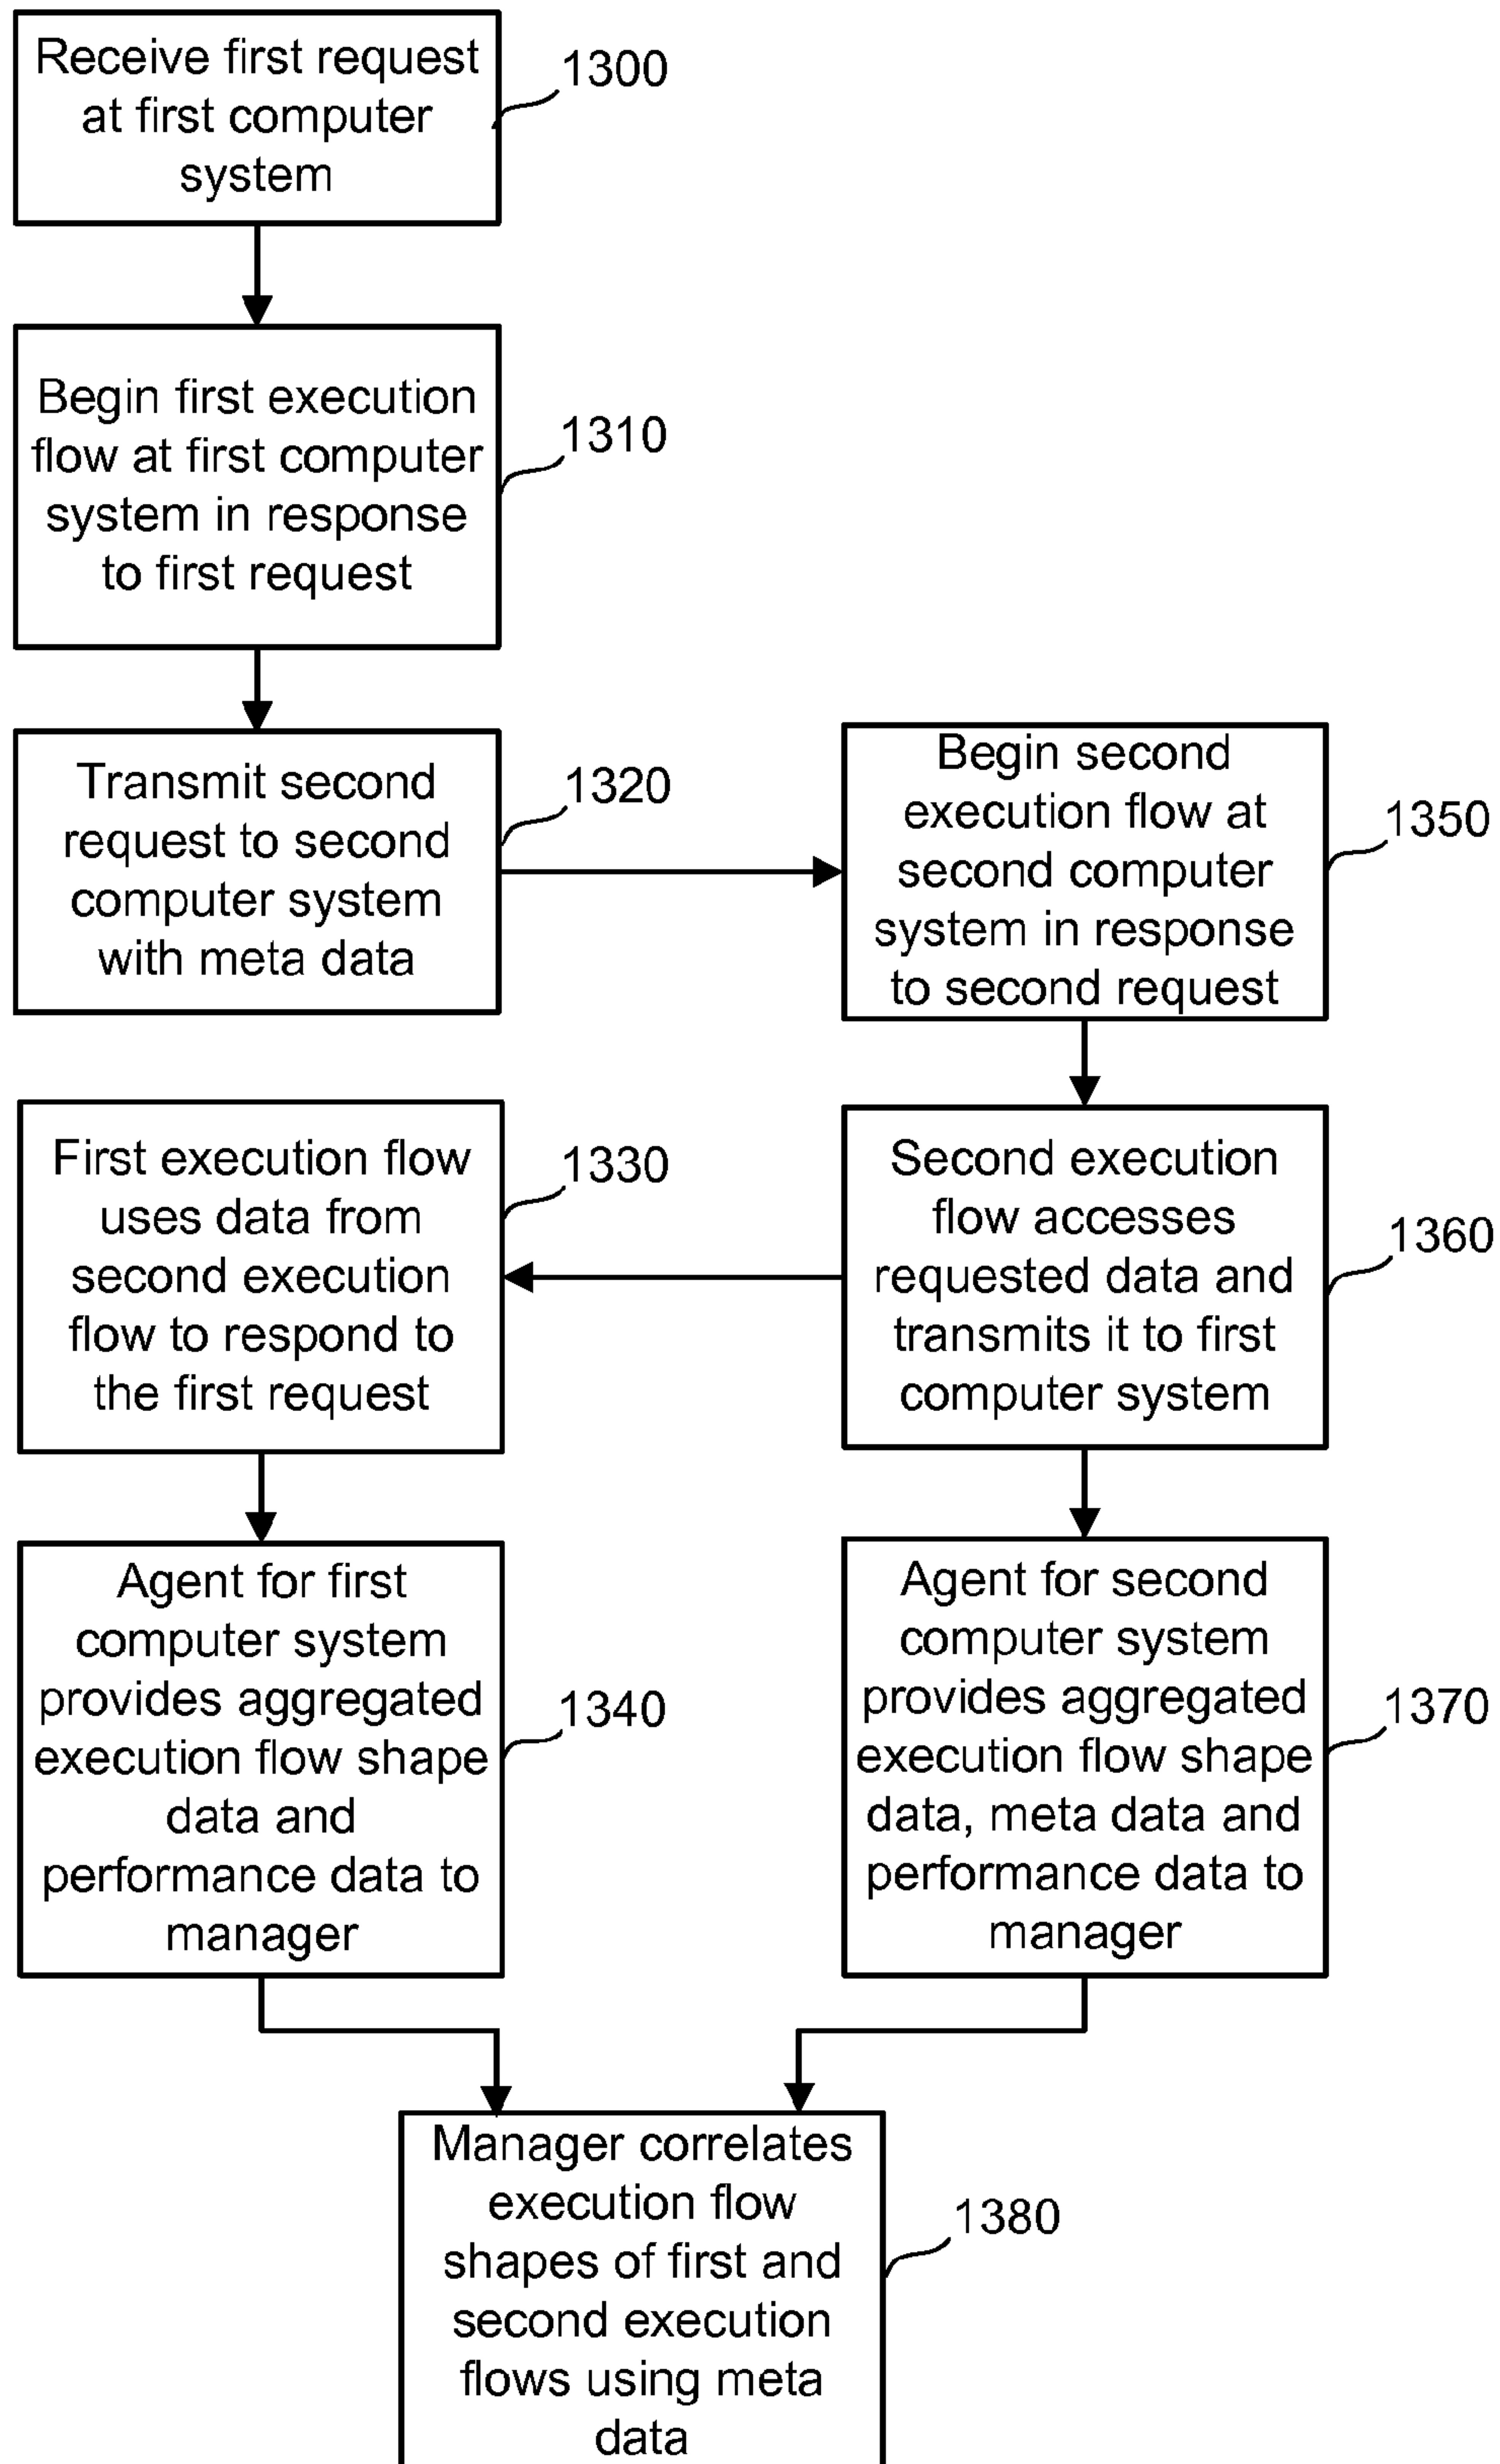 Receive first request
at first computer
system
1300
Begin first execution
flow at first computer
system in response
to first request
1310
Transmit second
request to second
computer system
with meta data
1320
Begin second
execution flow at
second computer
system in response
to second request
1350
First execution flow
uses data from
second execution
flow to respond to
the first request
1330
Second execution
flow accesses
requested data and
transmits it to first
computer system
1360
Agent for first
computer system
provides aggregated
execution flow shape
data and
performance data to
manager
1340
Agent for second
computer system
provides aggregated
execution flow shape
data, meta data and
performance data to
manager
1370
Manager correlates
execution flow
shapes of first and
second execution
flows using meta
data
1380